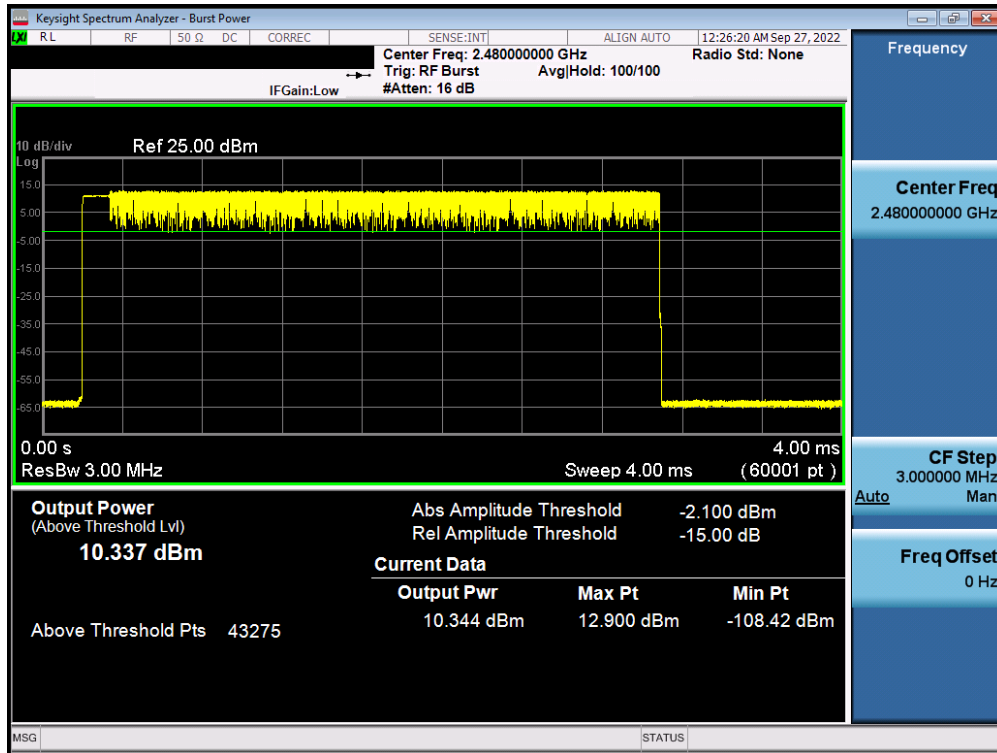 Keysight Spectrum Analyzer - Burst Power
LXI RL RF 50 Ω DC CORREC SENSE:INT ALIGN AUTO 12:26:20 AM Sep 27, 2022
Center Freq: 2.480000000 GHz Radio Std: None
Trig: RF Burst Avg|Hold: 100/100
IFGain:Low #Atten: 16 dB
Frequency
10 dB/div Ref 25.00 dBm
Log
15.0
5.00
-5.00
-15.0
-25.0
-35.0
-45.0
-55.0
-65.0
0.00 s 4.00 ms
ResBw 3.00 MHz Sweep 4.00 ms (60001 pt)
Output Power
(Above Threshold Lvl)
10.337 dBm
Above Threshold Pts 43275
Abs Amplitude Threshold -2.100 dBm
Rel Amplitude Threshold -15.00 dB
Current Data
Output Pwr Max Pt Min Pt
10.344 dBm 12.900 dBm -108.42 dBm
Center Freq
2.480000000 GHz
CF Step
3.000000 MHz
Auto Man
Freq Offset
0 Hz
MSG STATUS